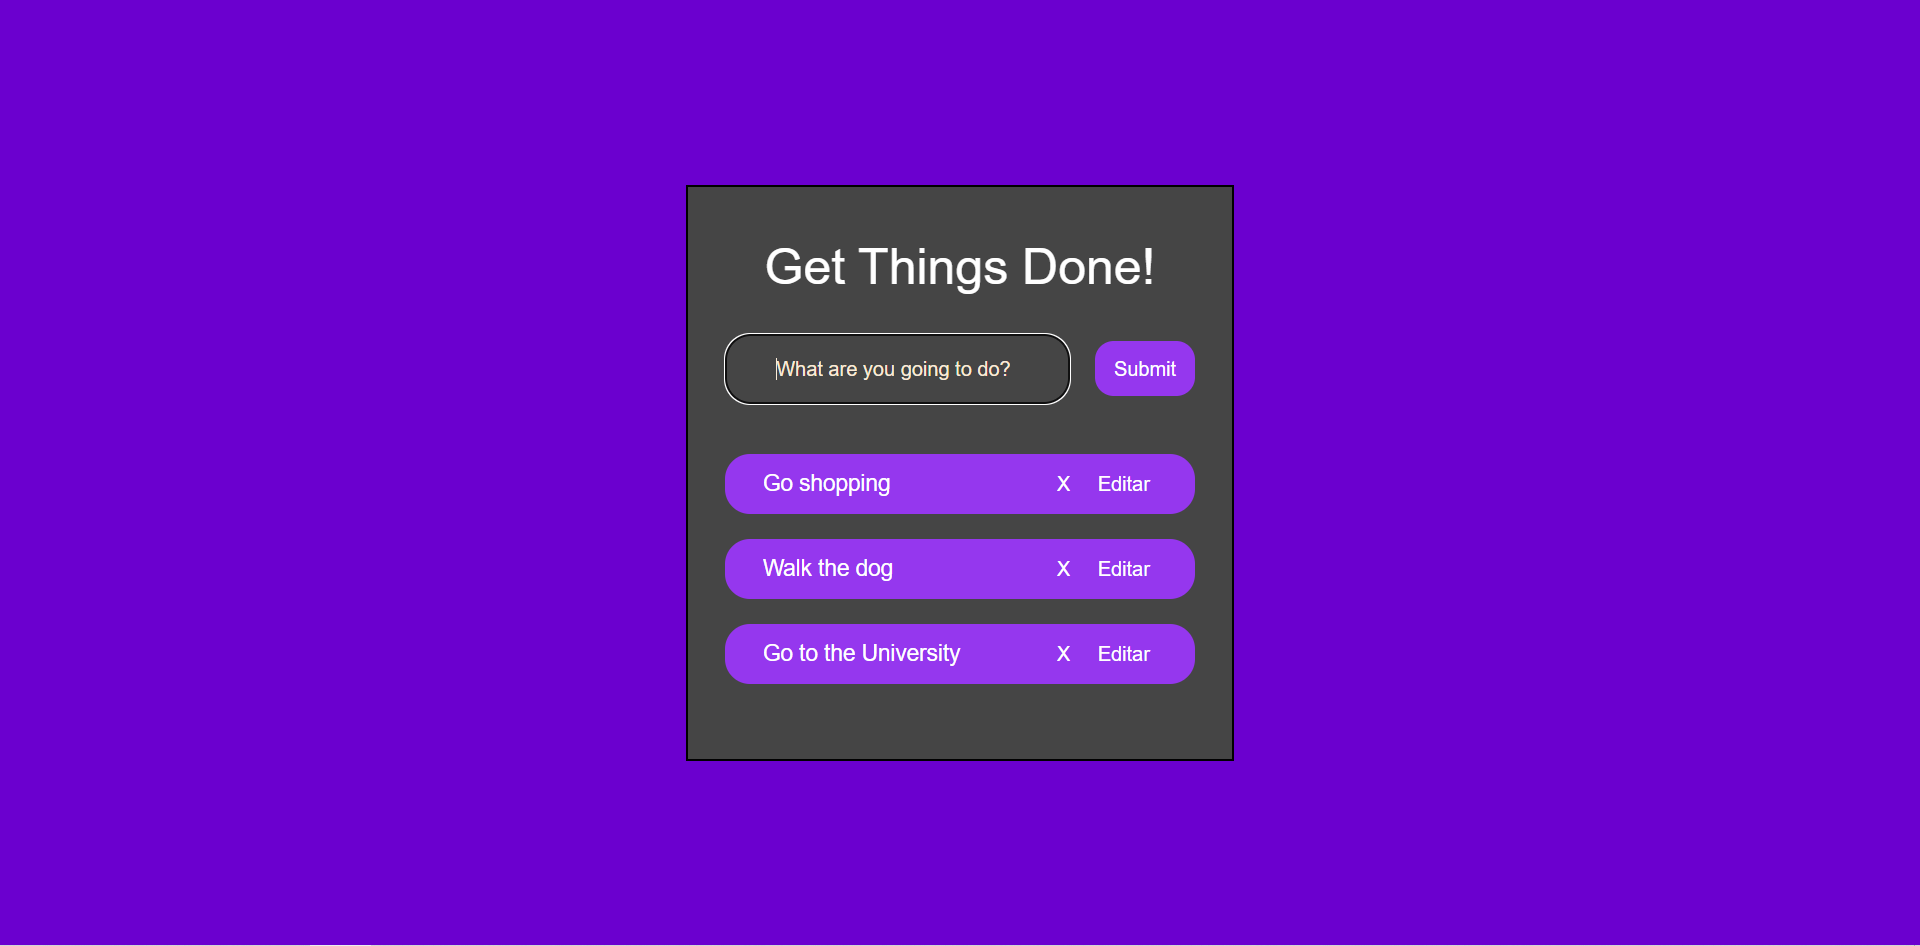 Get Things Done!
What are you going to do? Submit
Go shopping X Editar
Walk the dog X Editar
Go to the University X Editar